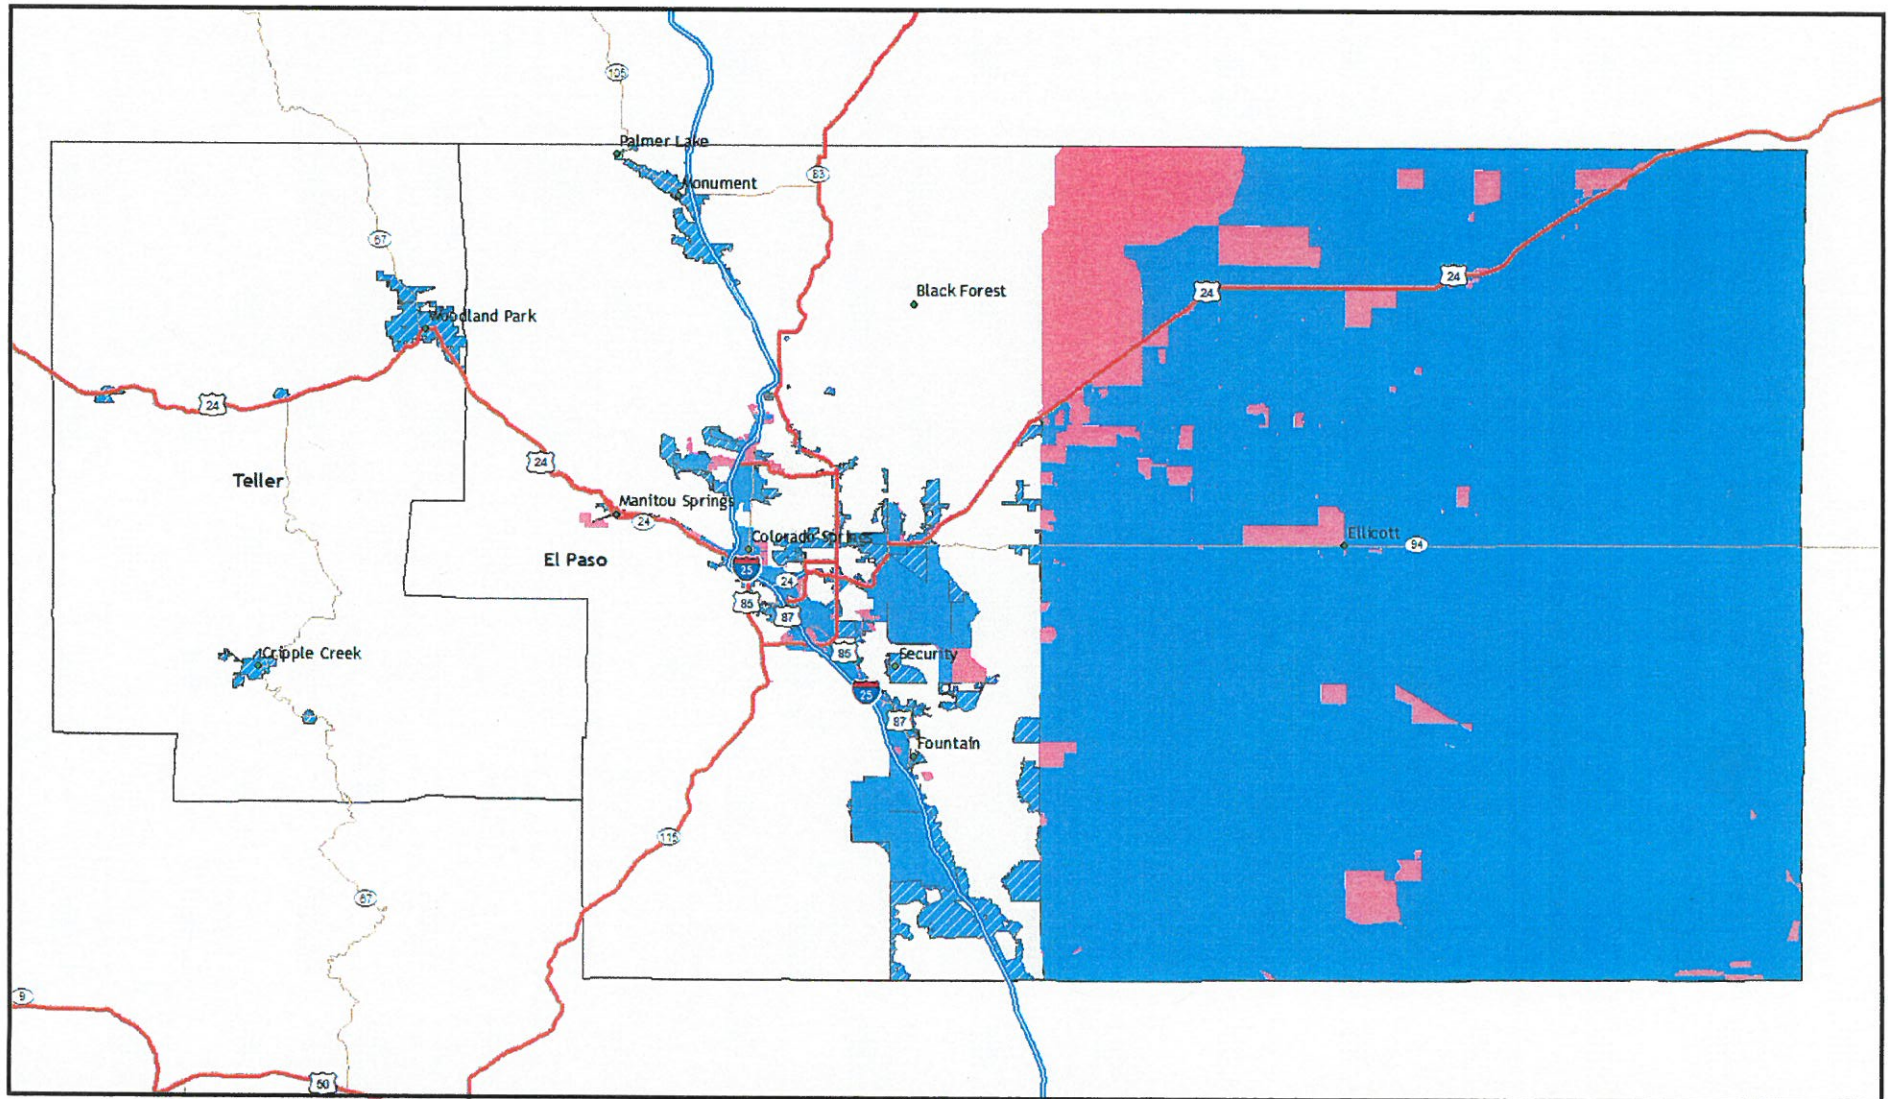 105
Palmer Lake
83
Monument
67
24
24
Black Forest
Woodland Park
24
24
Teller
Manitou Springs
24
Ellicott
94
Colorado Springs
El Paso
25
24
85
87
Cripple Creek
85
Security
25
87
Fountain
115
67
9
50